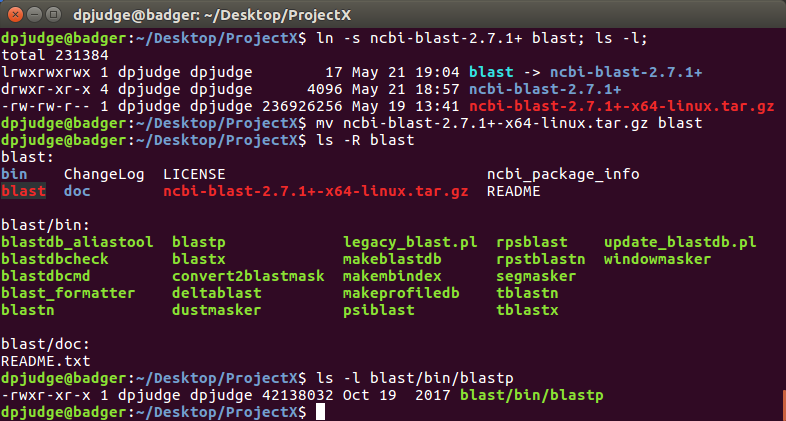 dpjudge@badger: ~/Desktop/ProjectX
dpjudge@badger:~/Desktop/ProjectX$ ln -s ncbi-blast-2.7.1+ blast; ls -l;
total 231384
lrwxrwxrwx 1 dpjudge dpjudge        17 May 21 19:04 blast -> ncbi-blast-2.7.1+
drwxr-xr-x 4 dpjudge dpjudge      4096 May 21 18:57 ncbi-blast-2.7.1+
-rw-rw-r-- 1 dpjudge dpjudge 236926256 May 19 13:41 ncbi-blast-2.7.1+-x64-linux.tar.gz
dpjudge@badger:~/Desktop/ProjectX$ mv ncbi-blast-2.7.1+-x64-linux.tar.gz blast
dpjudge@badger:~/Desktop/ProjectX$ ls -R blast
blast:
bin    ChangeLog  LICENSE                             ncbi_package_info
blast  doc        ncbi-blast-2.7.1+-x64-linux.tar.gz  README
blast/bin:
blastdb_aliastool  blastp             legacy_blast.pl  rpsblast    update_blastdb.pl
blastdbcheck       blastx             makeblastdb      rpstblastn  windowmasker
blastdbcmd         convert2blastmask  makembindex      segmasker
blast_formatter    deltablast         makeprofiledb    tblastn
blastn             dustmasker         psiblast         tblastx
blast/doc:
README.txt
dpjudge@badger:~/Desktop/ProjectX$ ls -l blast/bin/blastp
-rwxr-xr-x 1 dpjudge dpjudge 42138032 Oct 19  2017 blast/bin/blastp
dpjudge@badger:~/Desktop/ProjectX$